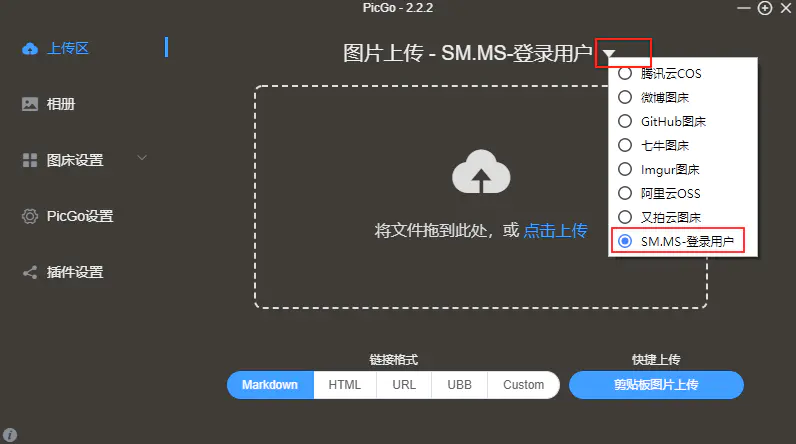 PicGo - 2.2.2
上传区
相册
图床设置
PicGo设置
插件设置
图片上传 - SM.MS-登录用户
腾讯云COS
微博图床
GitHub图床
七牛图床
Imgur图床
阿里云OSS
又拍云图床
SM.MS-登录用户
将文件拖到此处，或 点击上传
链接格式
Markdown HTML URL UBB Custom
快捷上传
剪贴板图片上传